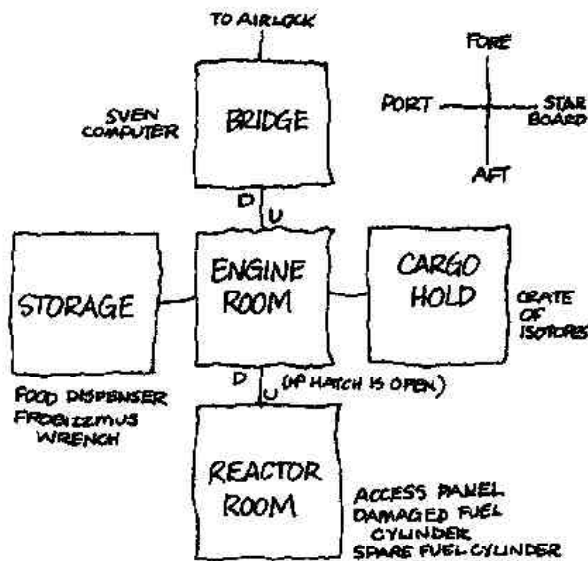 TO AIRLOCK
FORE
PORT
STAR
BOARD
AFT
SVEN
COMPUTER
BRIDGE
D
U
STORAGE
ENGINE
ROOM
CARGO
HOLD
CRATE
OF
ISOTOPES
FOOD DISPENSER
FROBIZZMUS
WRENCH
D
U
(IF HATCH IS OPEN)
REACTOR
ROOM
ACCESS PANEL
DAMAGED FUEL
CYLINDER
SPARE FUEL CYLINDER